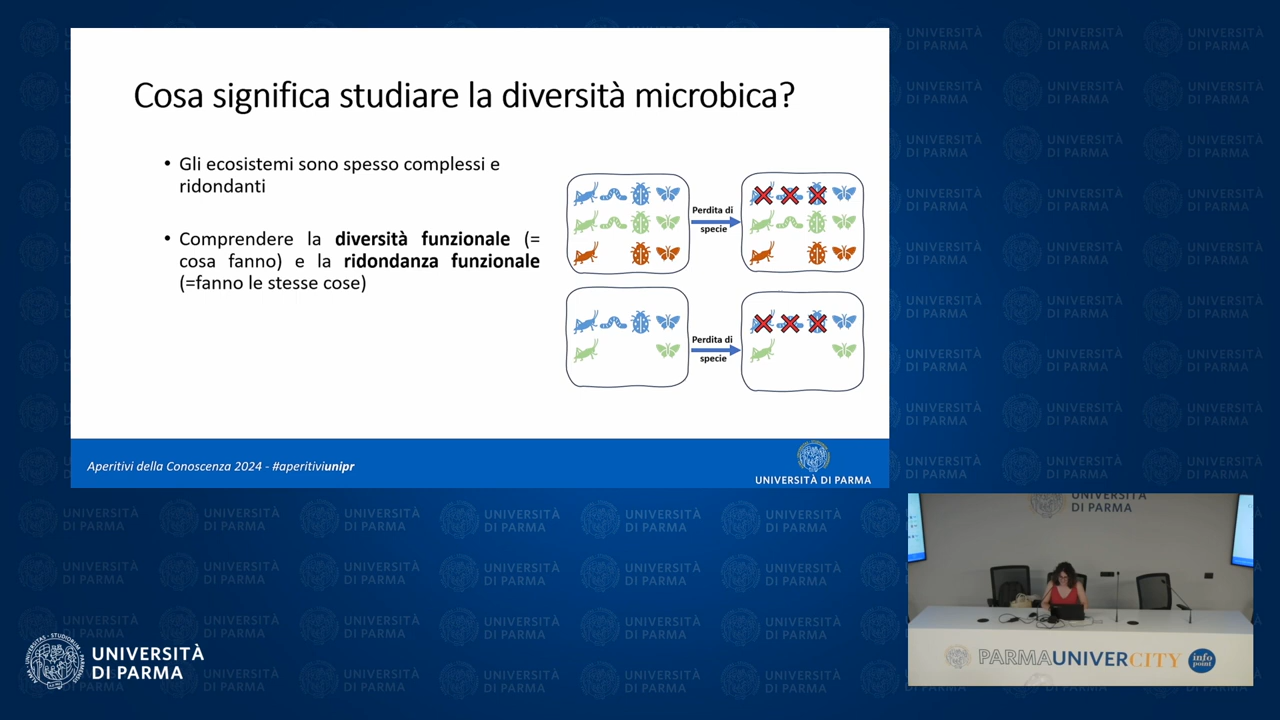 Cosa significa studiare la diversità microbica?
• Gli ecosistemi sono spesso complessi e
ridondanti
• Comprendere la diversità funzionale (=
cosa fanno) e la ridondanza funzionale
(=fanno le stesse cose)
Perdita di
specie
Perdita di
specie
Aperitivi della Conoscenza 2024 - #aperitiviunipr
UNIVERSITÀ DI PARMA
UNIVERSITÀ
DI PARMA
UNIVERSITÀ
DI PARMA
PARMAUNIVERCITY
info
point